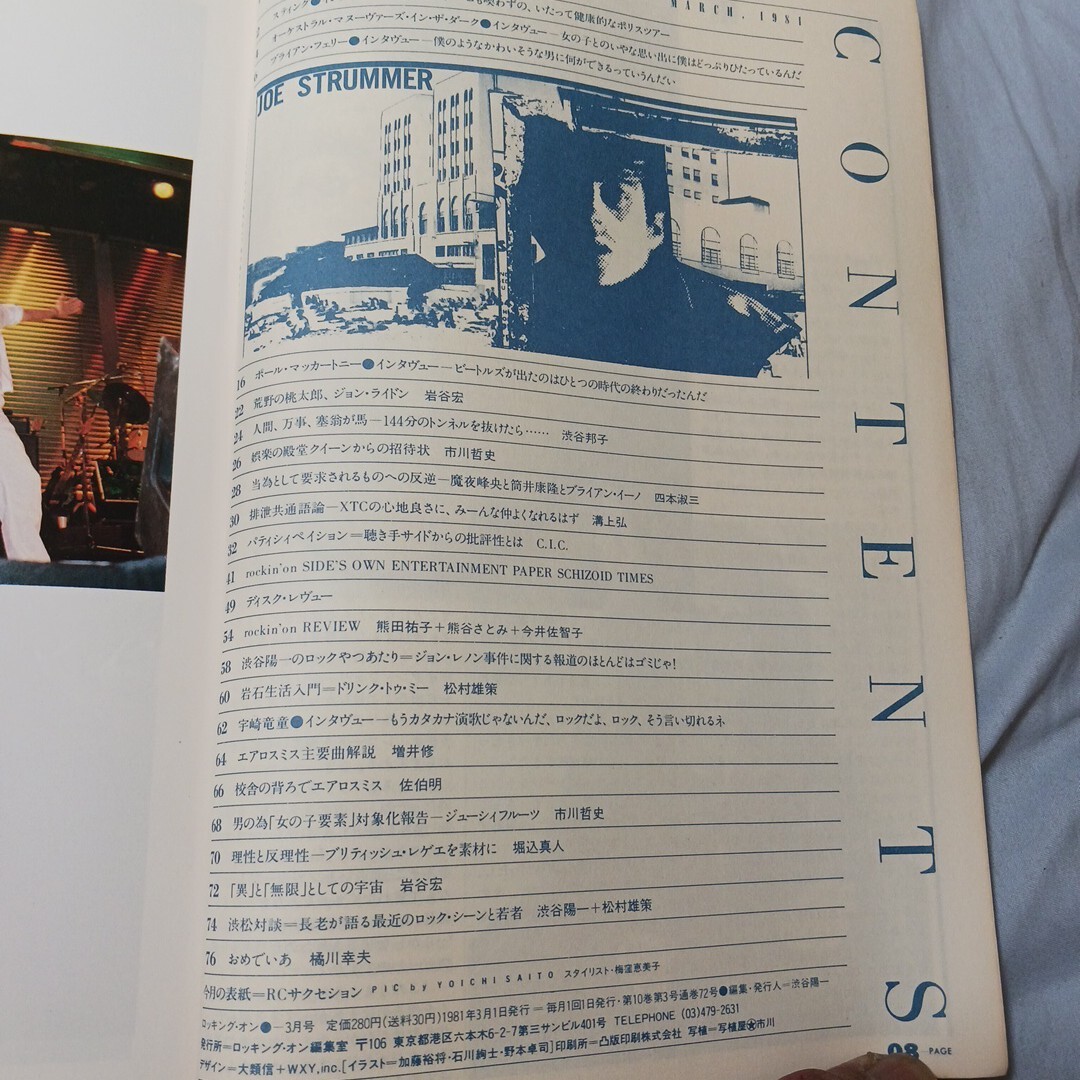 MARCH, 1981
CONTENTS
スティング●
わずの、いたって健康的なポリスツアー
オーケストラル・マヌーヴァーズ・イン・ザ・ダーク●インタヴュー―女の子とのいやな思い出に僕はどっぷりひたっているんだ
6 ブライアン・フェリー●インタヴュー―僕のようなかわいそうな男に何ができるっていうんだい
JOE STRUMMER
16 ポール・マッカートニー●インタヴュー―ビートルズが出たのはひとつの時代の終わりだったんだ
22 荒野の桃太郎、ジョン・ライドン 岩谷宏
24 人間、万事、塞翁が馬―144分のトンネルを抜けたら…… 渋谷邦子
26 娯楽の殿堂クイーンからの招待状 市川哲史
28 当為として要求されるものへの反逆―魔夜峰央と筒井康隆とブライアン・イーノ 四本淑三
30 排泄共通語論―XTCの心地良さに、みーんな仲よくなれるはず 溝上弘
32 パティシィペイション=聴き手サイドからの批評性とは C.I.C.
41 rockin'on SIDE'S OWN ENTERTAINMENT PAPER SCHIZOID TIMES
49 ディスク・レヴュー
54 rockin'on REVIEW 熊田祐子+熊谷さとみ+今井佐智子
58 渋谷陽一のロックやつあたり=ジョン・レノン事件に関する報道のほとんどはゴミじゃ!
60 岩石生活入門=ドリンク・トゥ・ミー 松村雄策
62 宇崎竜童●インタヴュー―もうカタカナ演歌じゃないんだ、ロックだよ、ロック、そう言い切れるネ
64 エアロスミス主要曲解説 増井修
66 校舎の背ろでエアロスミス 佐伯明
68 男の為「女の子要素」対象化報告―ジューシィフルーツ 市川哲史
70 理性と反理性―ブリティッシュ・レゲエを素材に 堀込真人
72 「異」と「無限」としての宇宙 岩谷宏
74 渋松対談=長老が語る最近のロック・シーンと若者 渋谷陽一+松村雄策
76 おめでいあ 橘川幸夫
今月の表紙=RCサクセション PIC by YOICHI SAITO スタイリスト・梅窪恵美子
ロッキング・オン●―3月号 定価280円(送料30円)1981年3月1日発行=毎月1回1日発行・第10巻第3号通巻72号●編集・発行人=渋谷陽一
発行所=ロッキング・オン編集室 〒106 東京都港区六本木6-2-7第三サンビル401号 TELEPHONE (03)479-2631
デザイン=大類信+WXY,inc.[イラスト=加藤裕将・石川絢士・野本卓司]印刷所=凸版印刷株式会社 写植=写植屋✪市川
08 PAGE